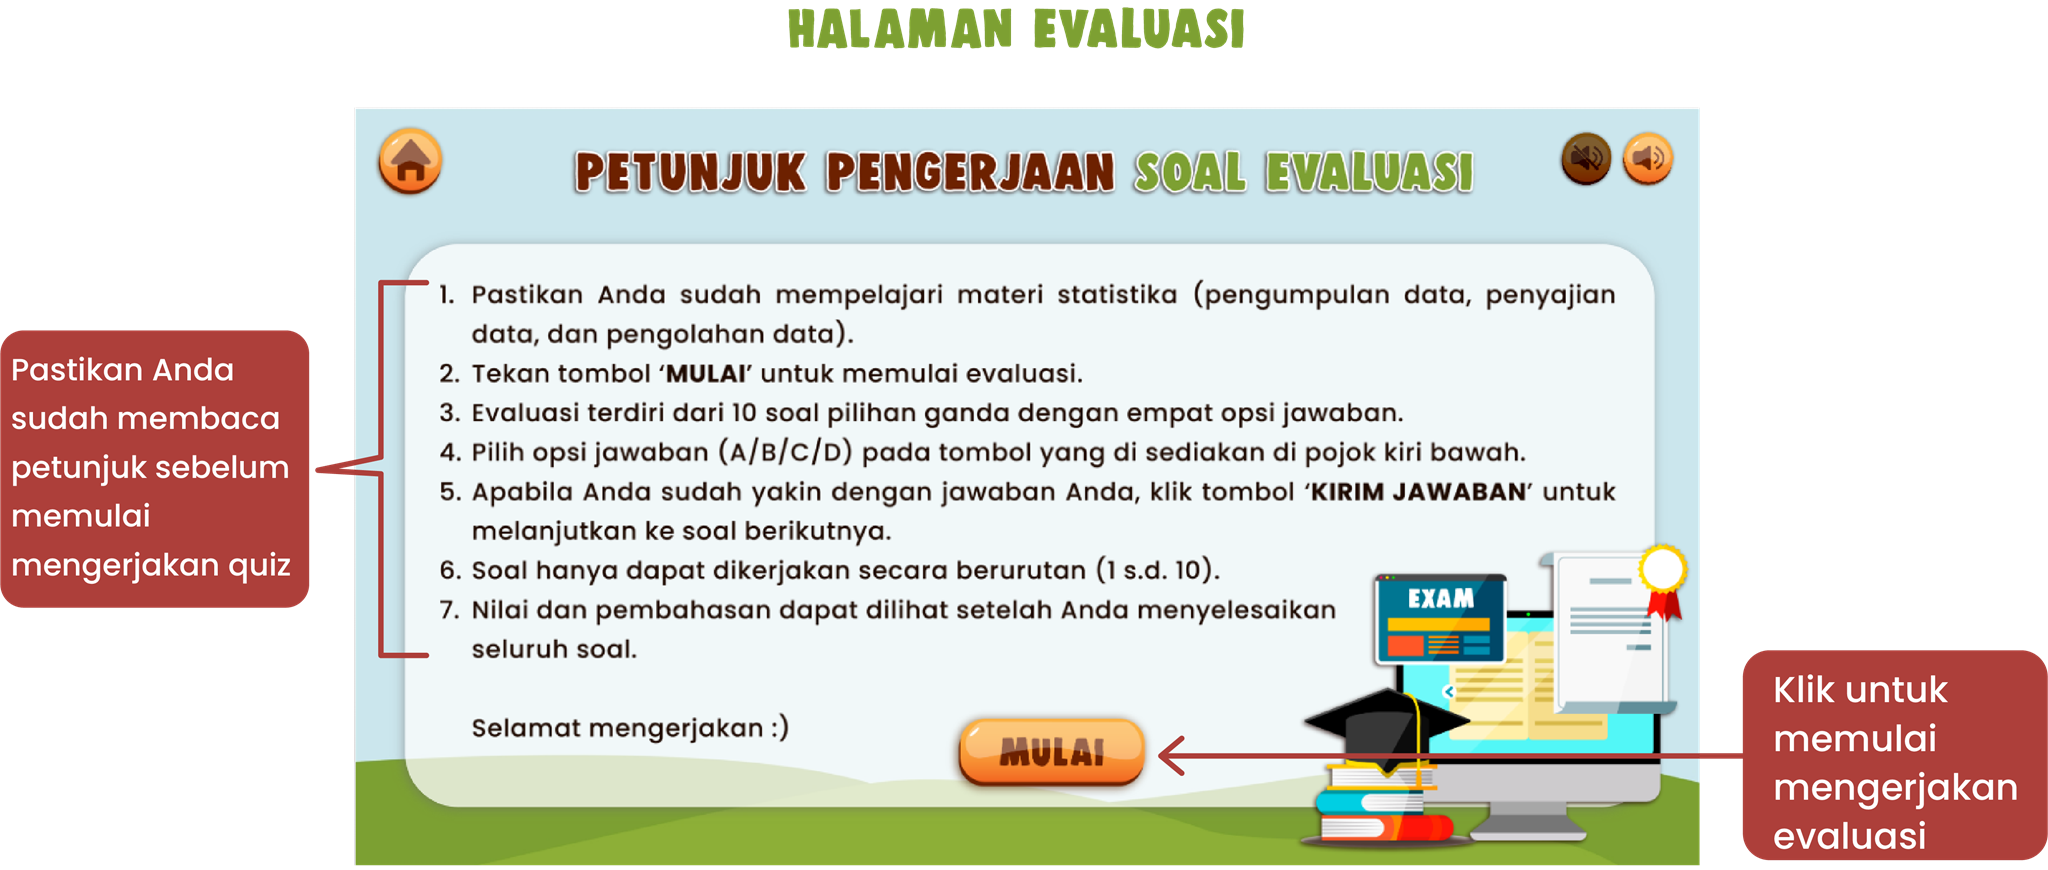 HALAMAN EVALUASI
PETUNJUK PENGERJAAN SOAL EVALUASI
1. Pastikan Anda sudah mempelajari materi statistika (pengumpulan data, penyajian
data, dan pengolahan data).
2. Tekan tombol ‘MULAI’ untuk memulai evaluasi.
3. Evaluasi terdiri dari 10 soal pilihan ganda dengan empat opsi jawaban.
4. Pilih opsi jawaban (A/B/C/D) pada tombol yang di sediakan di pojok kiri bawah.
5. Apabila Anda sudah yakin dengan jawaban Anda, klik tombol ‘KIRIM JAWABAN’ untuk
melanjutkan ke soal berikutnya.
6. Soal hanya dapat dikerjakan secara berurutan (1 s.d. 10).
7. Nilai dan pembahasan dapat dilihat setelah Anda menyelesaikan
seluruh soal.
Selamat mengerjakan :)
MULAI
EXAM
Pastikan Anda
sudah membaca
petunjuk sebelum
memulai
mengerjakan quiz
Klik untuk
memulai
mengerjakan
evaluasi